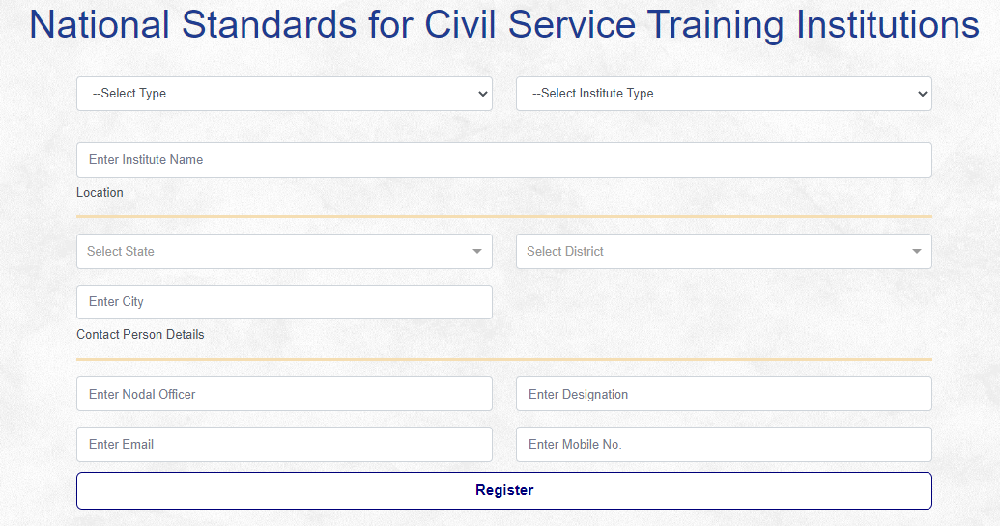 National Standards for Civil Service Training Institutions
--Select Type
--Select Institute Type
Enter Institute Name
Location
Select State
Select District
Enter City
Contact Person Details
Enter Nodal Officer
Enter Designation
Enter Email
Enter Mobile No.
Register